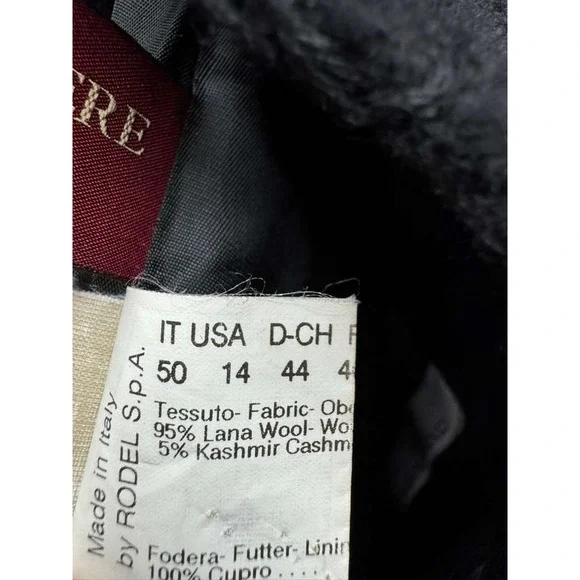 ERE
IT USA D-CH F
50 14 44 4
Tessuto- Fabric- Obe
95% Lana Wool- Wo
5% Kashmir Cashm
Fodera- Futter- Linin
100% Cupro ....
Made in Italy
by RODEL S.p.A.